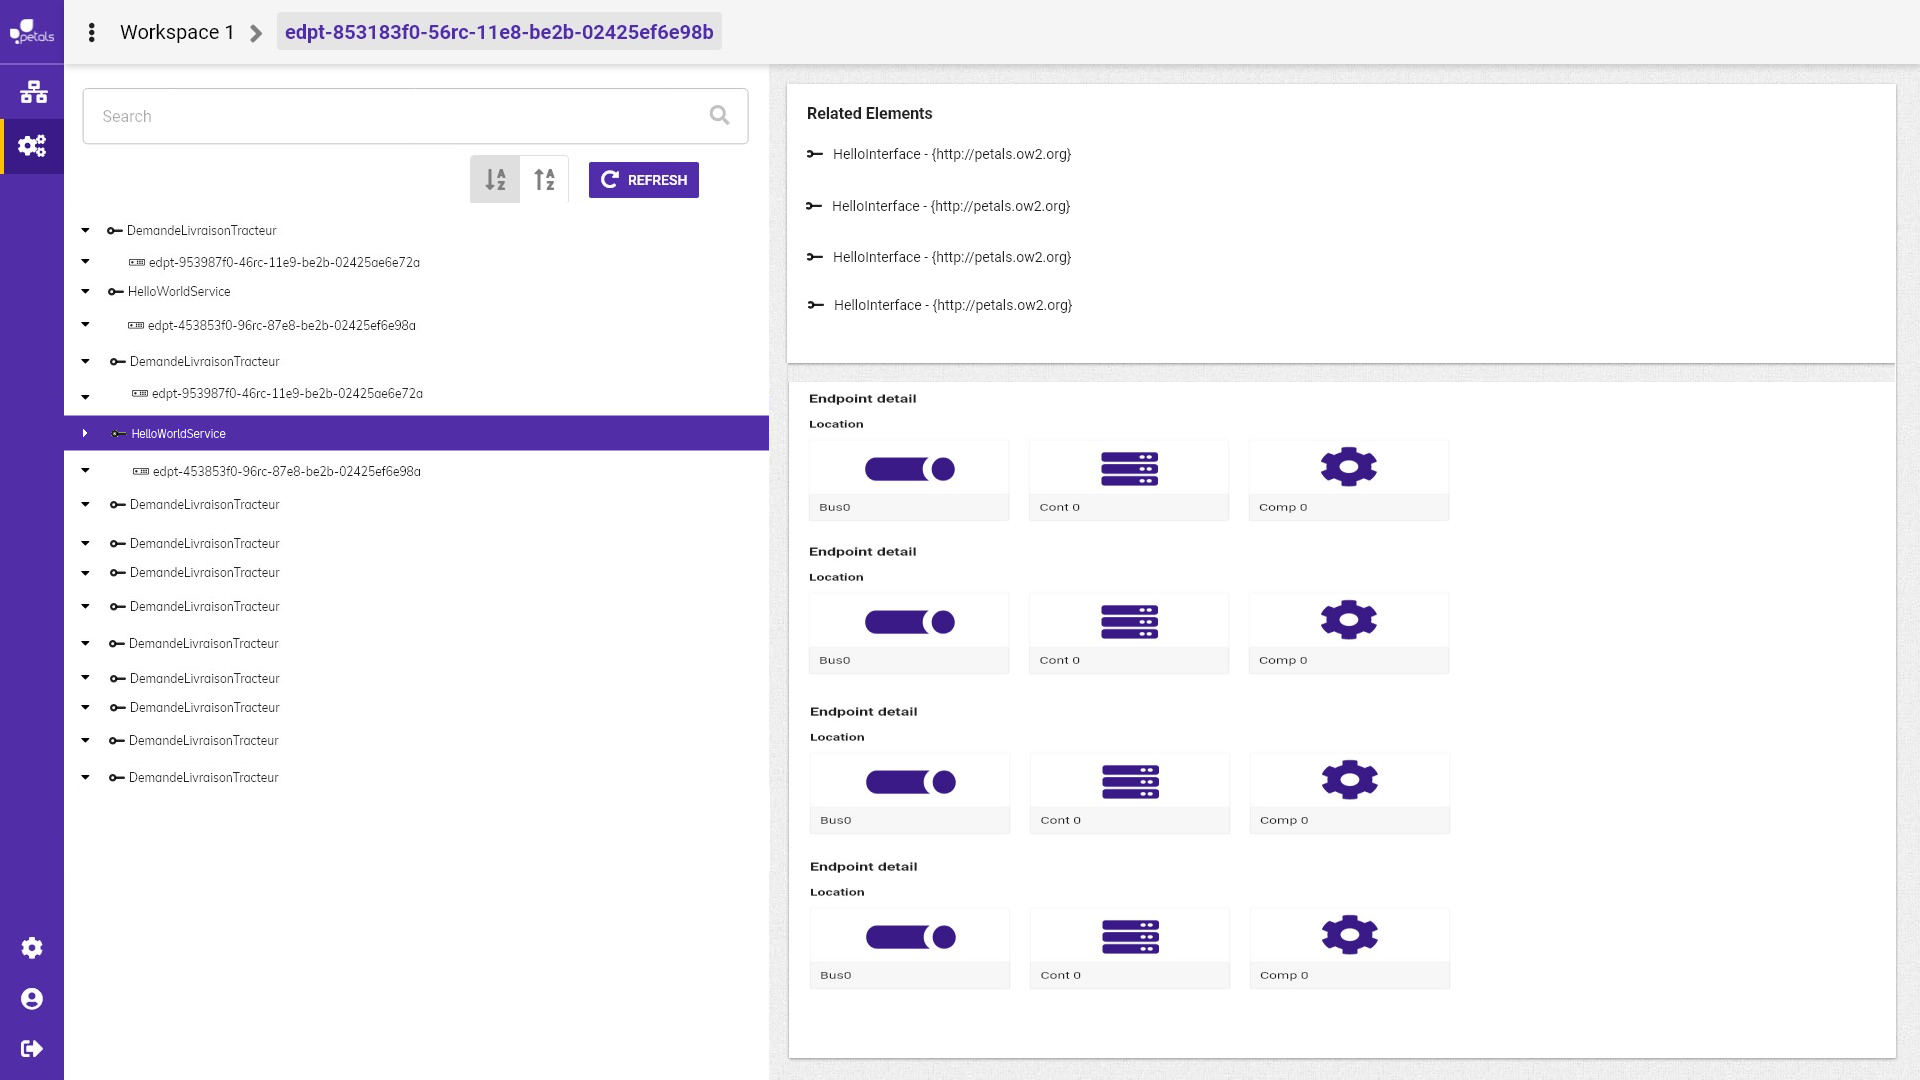 petals
Workspace 1
edpt-853183f0-56rc-11e8-be2b-02425ef6e98b
Search
A
Z
A
Z
REFRESH
DemandeLivraisonTracteur
edpt-953987f0-46rc-11e9-be2b-02425ae6e72a
HelloWorldService
edpt-453853f0-96rc-87e8-be2b-02425ef6e98a
DemandeLivraisonTracteur
edpt-953987f0-46rc-11e9-be2b-02425ae6e72a
HelloWorldService
edpt-453853f0-96rc-87e8-be2b-02425ef6e98a
DemandeLivraisonTracteur
DemandeLivraisonTracteur
DemandeLivraisonTracteur
DemandeLivraisonTracteur
DemandeLivraisonTracteur
DemandeLivraisonTracteur
DemandeLivraisonTracteur
DemandeLivraisonTracteur
DemandeLivraisonTracteur
Related Elements
HelloInterface - {http://petals.ow2.org}
HelloInterface - {http://petals.ow2.org}
HelloInterface - {http://petals.ow2.org}
HelloInterface - {http://petals.ow2.org}
Endpoint detail
Location
Bus0 Cont 0 Comp 0
Endpoint detail
Location
Bus0 Cont 0 Comp 0
Endpoint detail
Location
Bus0 Cont 0 Comp 0
Endpoint detail
Location
Bus0 Cont 0 Comp 0